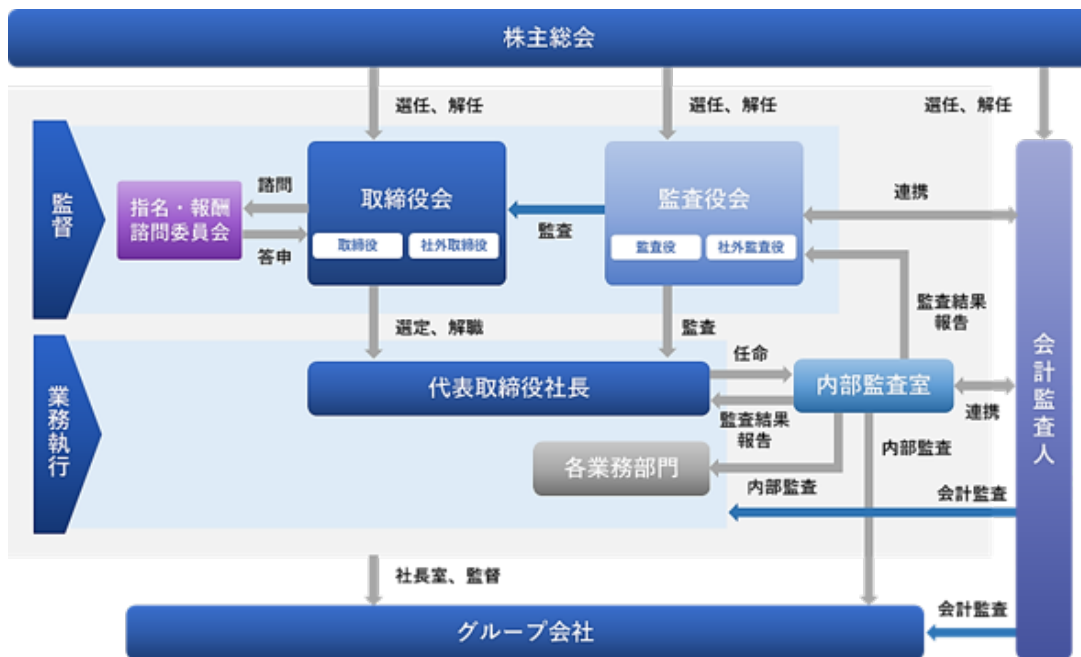 株主総会
選任、解任
選任、解任
選任、解任
監督
指名・報酬
諮問委員会
諮問
答申
取締役会
取締役
社外取締役
監査
監査役会
監査役
社外監査役
連携
監査結果
報告
会計監査人
選定、解職
監査
業務執行
代表取締役社長
任命
監査結果
報告
内部監査室
連携
各業務部門
内部監査
内部監査
会計監査
社長室、監督
グループ会社
会計監査